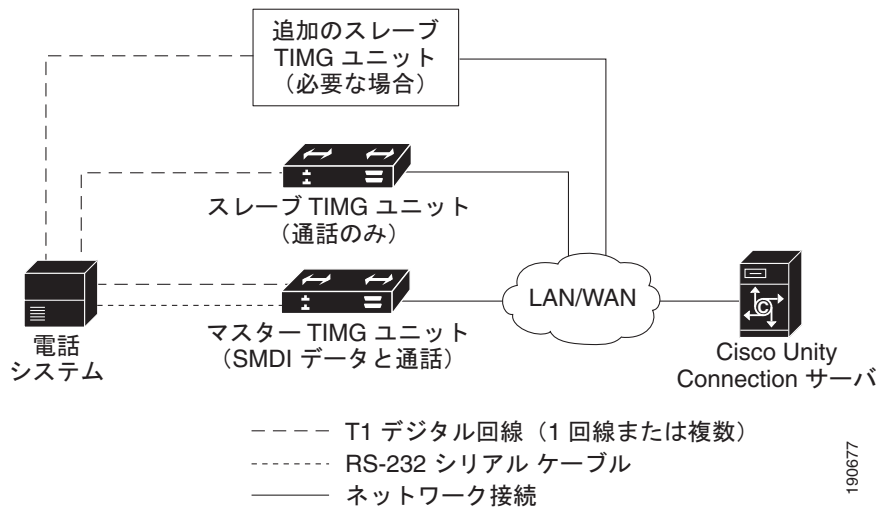 追加のスレーブ
TIMG ユニット
（必要な場合）
スレーブ TIMG ユニット
（通話のみ）
LAN/WAN
電話
システム
マスター TIMG ユニット
（SMDI データと通話）
Cisco Unity
Connection サーバ
T1 デジタル回線（1 回線または複数）
RS-232 シリアル ケーブル
ネットワーク接続
190677